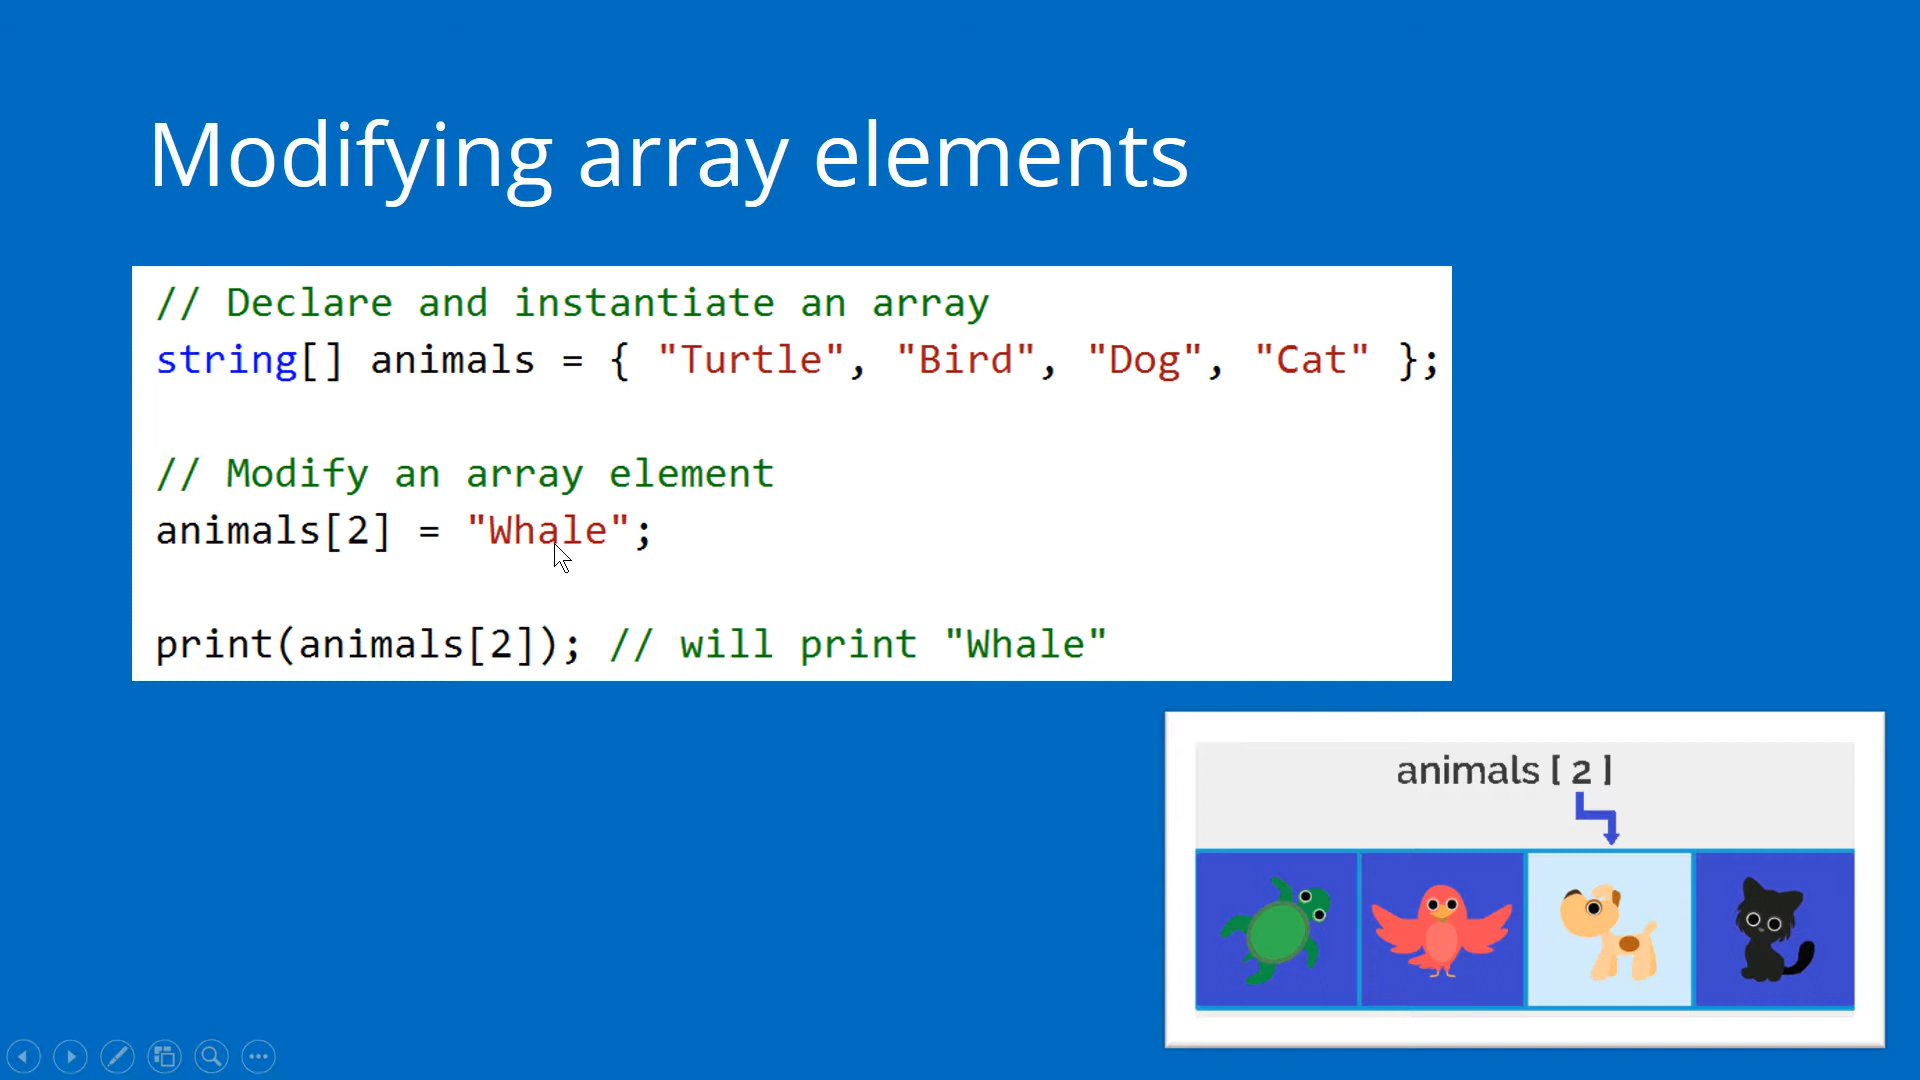 Modifying array elements
// Declare and instantiate an array
string[] animals = { "Turtle", "Bird", "Dog", "Cat" };
// Modify an array element
animals[2] = "Whale";
print(animals[2]); // will print "Whale"
animals [ 2 ]